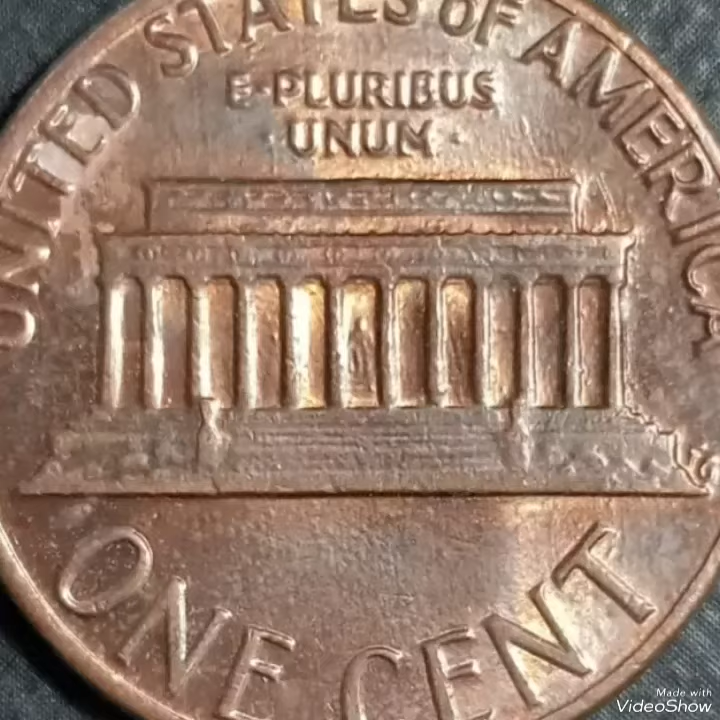 UNITED STATES OF AMERICA
E·PLURIBUS
·UNUM·
ONE CENT
Made with
VideoShow